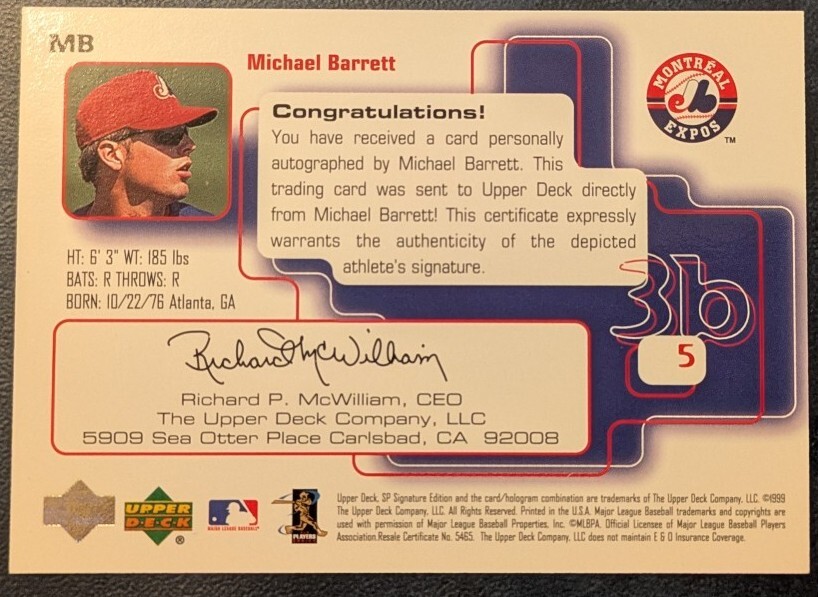 MB
Michael Barrett
MONTRÉAL
EXPOS
TM
Congratulations!
You have received a card personally
autographed by Michael Barrett. This
trading card was sent to Upper Deck directly
from Michael Barrett! This certificate expressly
warrants the authenticity of the depicted
athlete's signature.
HT: 6' 3" WT: 185 lbs
BATS: R THROWS: R
BORN: 10/22/76 Atlanta, GA
3b
5
Richard McWilliam
Richard P. McWilliam, CEO
The Upper Deck Company, LLC
5909 Sea Otter Place Carlsbad, CA 92008
UPPER
DECK
®
MAJOR LEAGUE BASEBALL
PLAYERS
Upper Deck, SP Signature Edition and the card/hologram combination are trademarks of The Upper Deck Company, LLC. ©1999
The Upper Deck Company, LLC. All Rights Reserved. Printed in the U.S.A. Major League Baseball trademarks and copyrights are
used with permission of Major League Baseball Properties, Inc. ©MLBPA. Official Licensee of Major League Baseball Players
Association.Resale Certificate No. 5465. The Upper Deck Company, LLC does not maintain E & O Insurance Coverage.